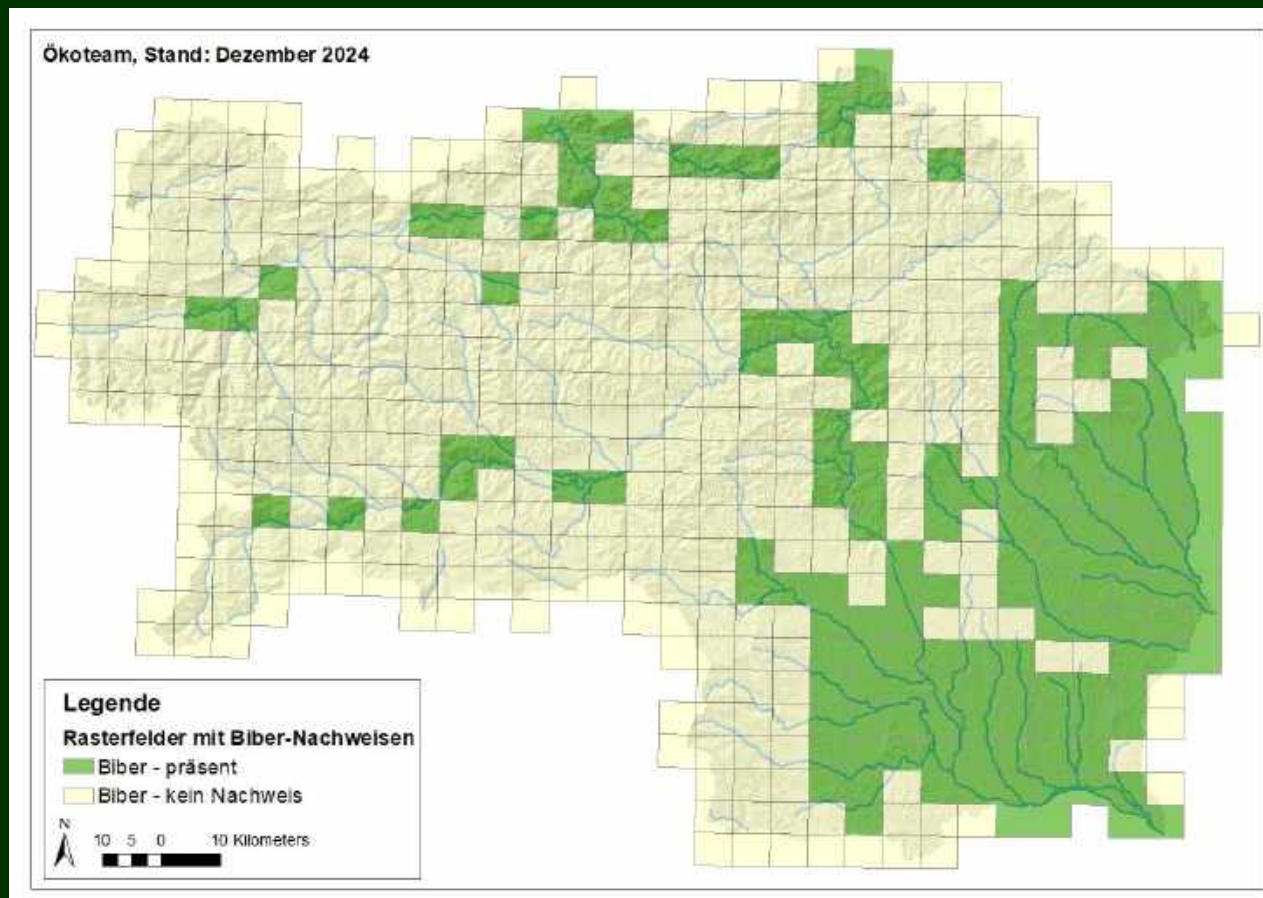 Ökoteam, Stand: Dezember 2024
Legende
Rasterfelder mit Biber-Nachweisen
Biber - präsent
Biber - kein Nachweis
N
10 5 0 10 Kilometers